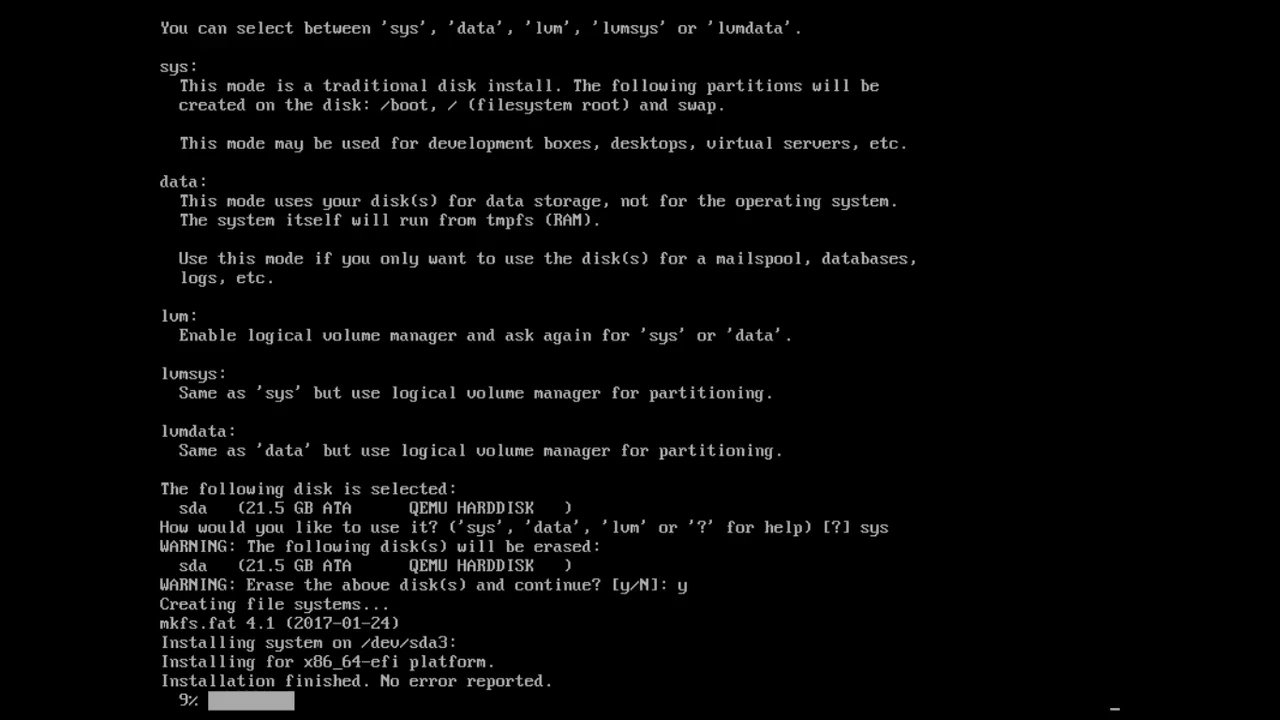 You can select between 'sys', 'data', 'lvm', 'lvmsys' or 'lvmdata'.
sys:
This mode is a traditional disk install. The following partitions will be
created on the disk: /boot, / (filesystem root) and swap.
This mode may be used for development boxes, desktops, virtual servers, etc.
data:
This mode uses your disk(s) for data storage, not for the operating system.
The system itself will run from tmpfs (RAM).
Use this mode if you only want to use the disk(s) for a mailspool, databases,
logs, etc.
lvm:
Enable logical volume manager and ask again for 'sys' or 'data'.
lvmsys:
Same as 'sys' but use logical volume manager for partitioning.
lvmdata:
Same as 'data' but use logical volume manager for partitioning.
The following disk is selected:
sda (21.5 GB ATA QEMU HARDDISK )
How would you like to use it? ('sys', 'data', 'lvm' or '?' for help) [?] sys
WARNING: The following disk(s) will be erased:
sda (21.5 GB ATA QEMU HARDDISK )
WARNING: Erase the above disk(s) and continue? [y/N]: y
Creating file systems...
mkfs.fat 4.1 (2017-01-24)
Installing system on /dev/sda3:
Installing for x86_64-efi platform.
Installation finished. No error reported.
9%